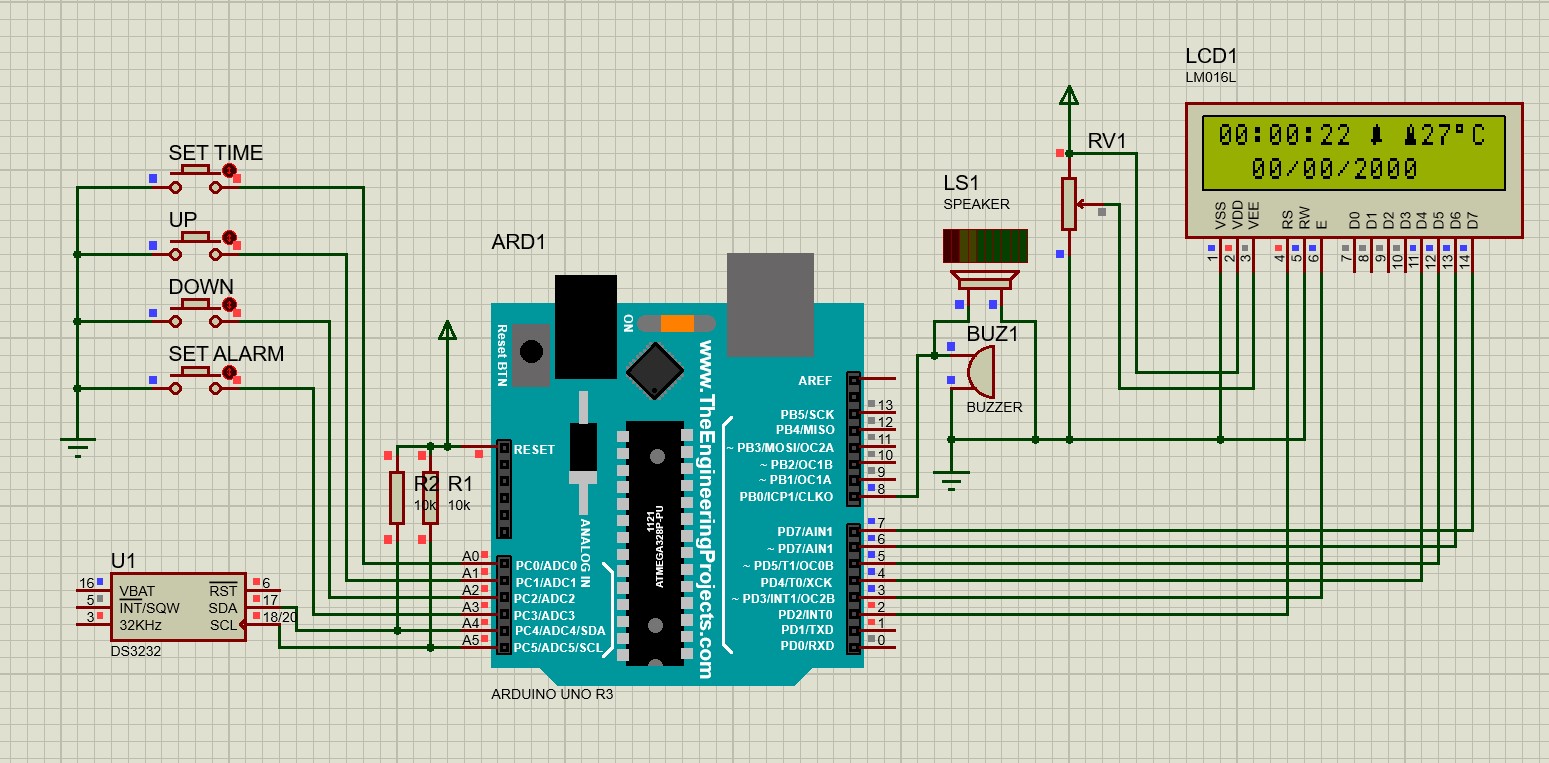 LCD1
LM016L
00:00:22 27°C
00/00/2000
VSS
VDD
VEE
RS
RW
E
D0
D1
D2
D3
D4
D5
D6
D7
1
2
3
4
5
6
7
8
9
10
11
12
13
14
RV1
LS1
SPEAKER
BUZ1
BUZZER
SET TIME
UP
DOWN
SET ALARM
ARD1
Reset BTN
ON
www.TheEngineeringProjects.com
1121
ATMEGA328P-PU
ANALOG IN
RESET
R2
10k
R1
10k
A0
PC0/ADC0
A1
PC1/ADC1
A2
PC2/ADC2
A3
PC3/ADC3
A4
PC4/ADC4/SDA
A5
PC5/ADC5/SCL
AREF
PB5/SCK 13
PB4/MISO 12
~ PB3/MOSI/OC2A 11
~ PB2/OC1B 10
~ PB1/OC1A 9
PB0/ICP1/CLKO 8
PD7/AIN1 7
~ PD7/AIN1 6
~ PD5/T1/OC0B 5
PD4/T0/XCK 4
~ PD3/INT1/OC2B 3
PD2/INT0 2
PD1/TXD 1
PD0/RXD 0
ARDUINO UNO R3
U1
16 VBAT RST 6
5 INT/SQW SDA 17
3 32KHz SCL 18/20
DS3232